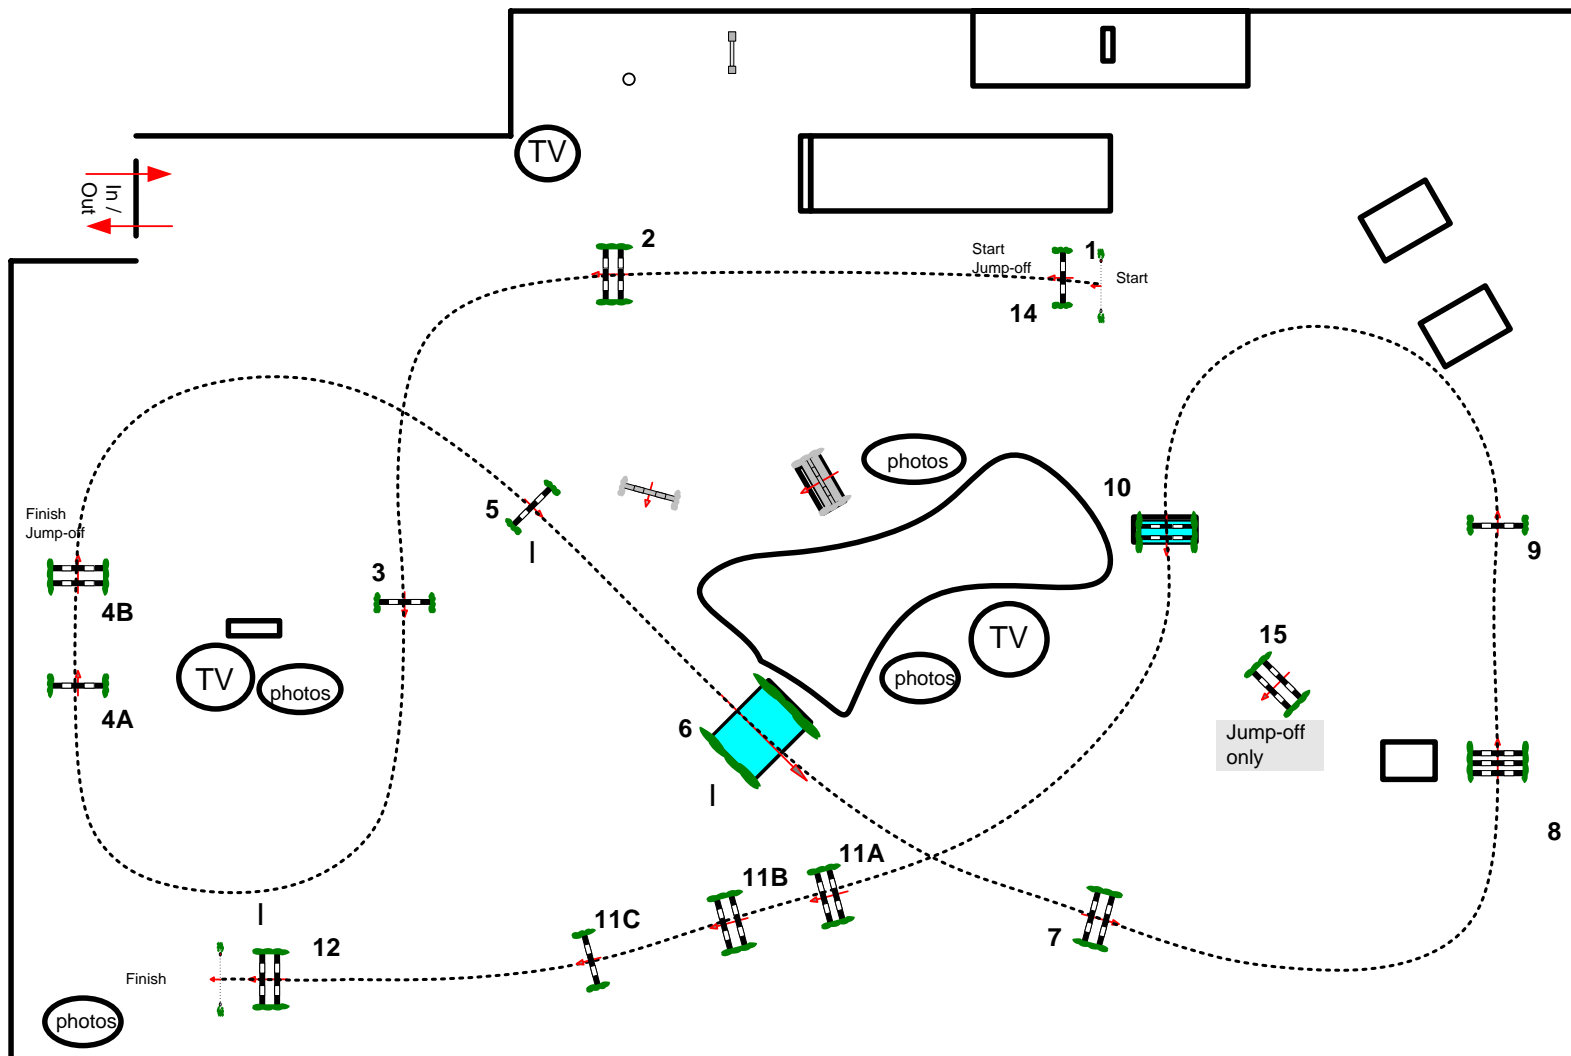 TV
In /
Out
2
Start
Jump-off
1
Start
14
photos
5
10
Finish
Jump-off
9
3
4B
TV
15
TV
photos
photos
4A
6
Jump-off
only
8
11A
11B
11C
7
12
Finish
photos